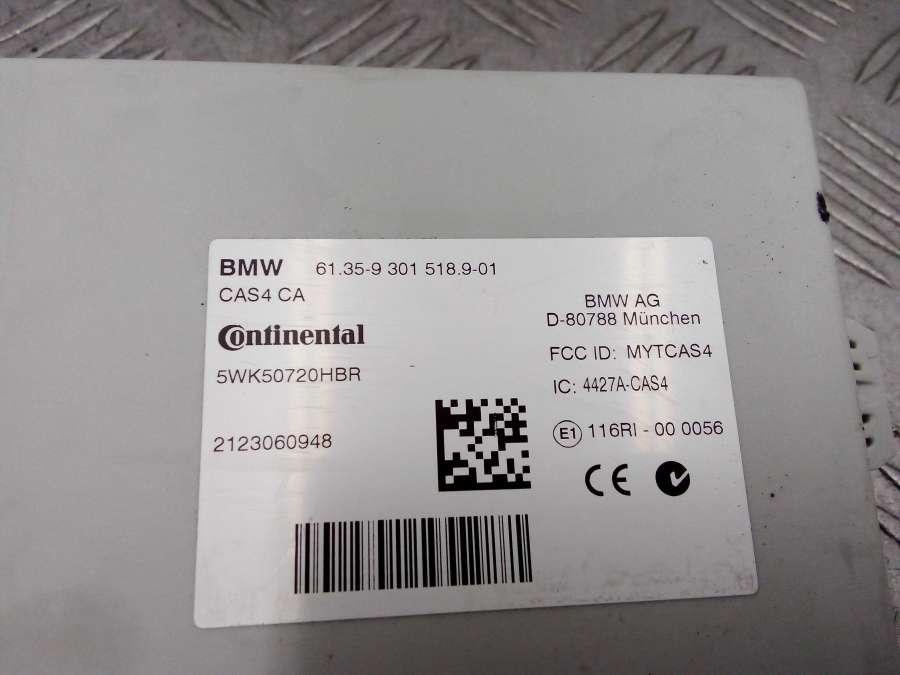 BMW 61.35-9 301 518.9-01
CAS4 CA
Continental
5WK50720HBR
2123060948
BMW AG
D-80788 München
FCC ID: MYTCAS4
IC: 4427A-CAS4
E1 116RI - 00 0056
CE